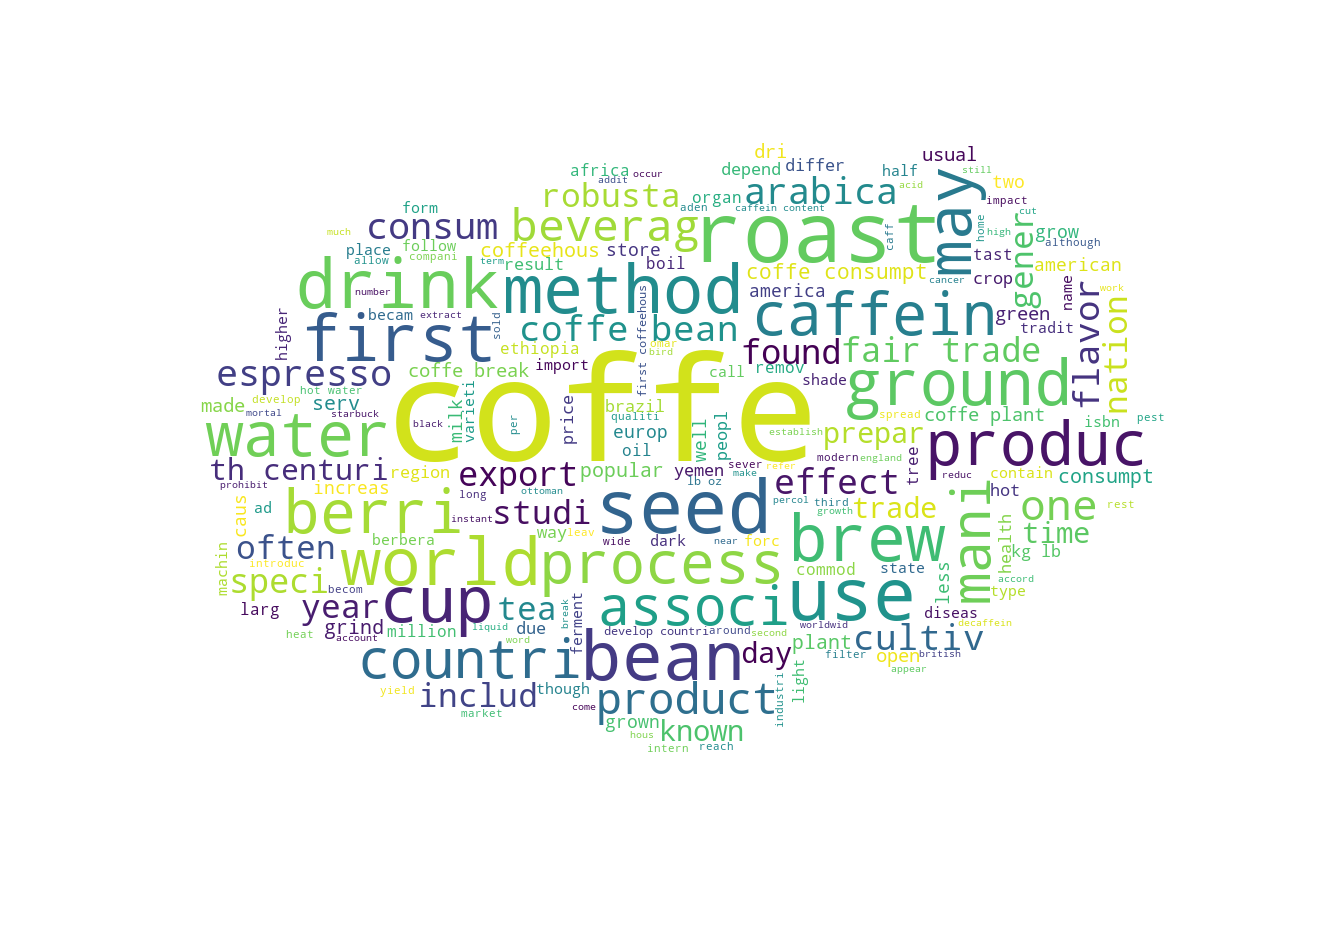 dri
usual
africa
depend
differ
half
still
addit
occur
organ
arabica
acid
two
robusta
aden
caffein content
may
impact
form
consum
beverag
roast
caff
home
cut
much
place
follow
coffeehous
store
high
gener
grow
although
allow
compani
term
result
boil
coffe consumpt
tast
american
drink
method
america
cancer
crop
name
work
number
caffein
green
tradit
higher
first
becam
extract
sold
coffe bean
first coffeehous
flavor
nation
ethiopia
omar
bird
found
fair trade
espresso
coffe break
import
call
remov
shade
ground
hot water
coffe
made
develop
serv
milk
varieti
brazil
mortal
starbuck
qualiti
spread
coffe plant
isbn
pest
water
black
per
price
europ
well
peopl
establish
prepar
produc
oil
modern
england
tree
th centuri
region
export
popular
yemen
sever
refer
make
effect
reduc
contain
consumpt
prohibit
increas
long
ottoman
lb oz
hot
berri
seed
percol
third
trade
mani
one
rest
caus
ad
instant
studi
growth
often
berbera
way
leav
wide
dark
near
forc
brew
time
health
kg lb
machin
introduc
world
process
commod
state
less
accord
speci
becom
use
type
larg
year
cup
tea
associ
diseas
grind
million
liquid
due
break
ferment
develop countri
around
second
worldwid
cultiv
decaffein
heat
account
word
plant
countri
bean
day
filter
open
british
appear
yield
includ
though
product
industri
light
market
come
grown
known
hous
intern
reach